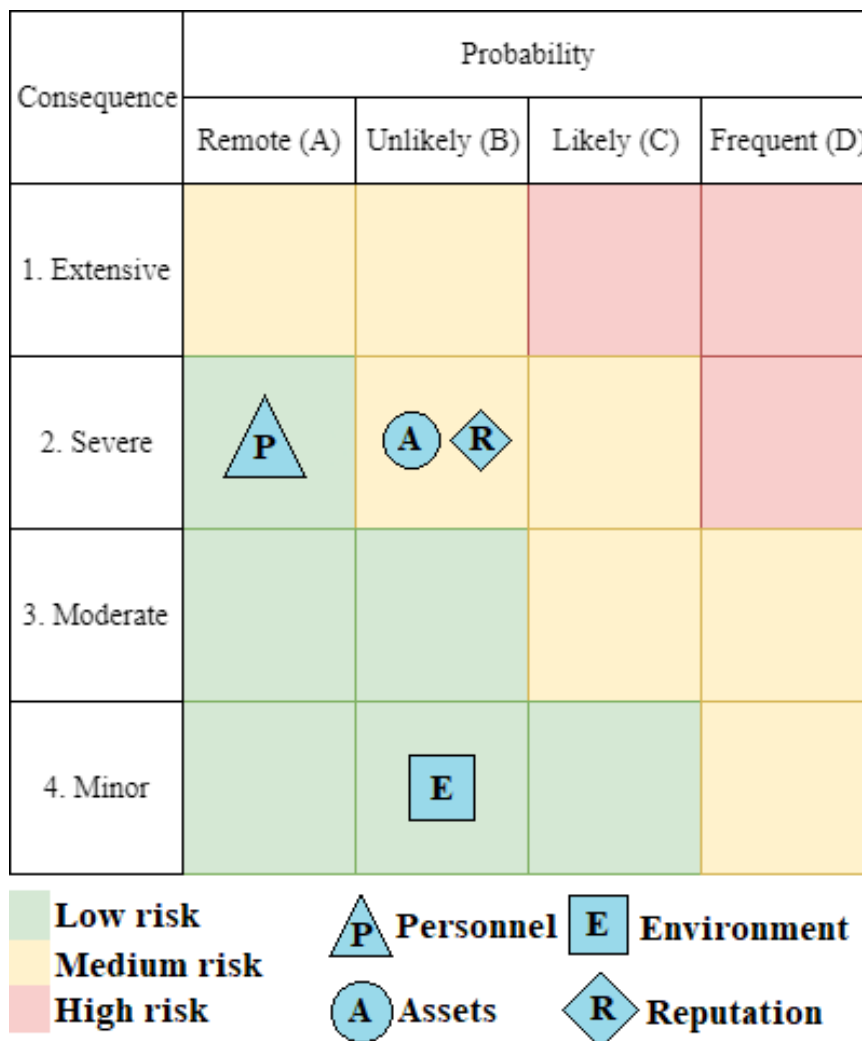 Probability
Consequence
Remote (A) Unlikely (B) Likely (C) Frequent (D)
1. Extensive
2. Severe P A R
3. Moderate
4. Minor E
Low risk
Medium risk
High risk
P Personnel E Environment
A Assets R Reputation